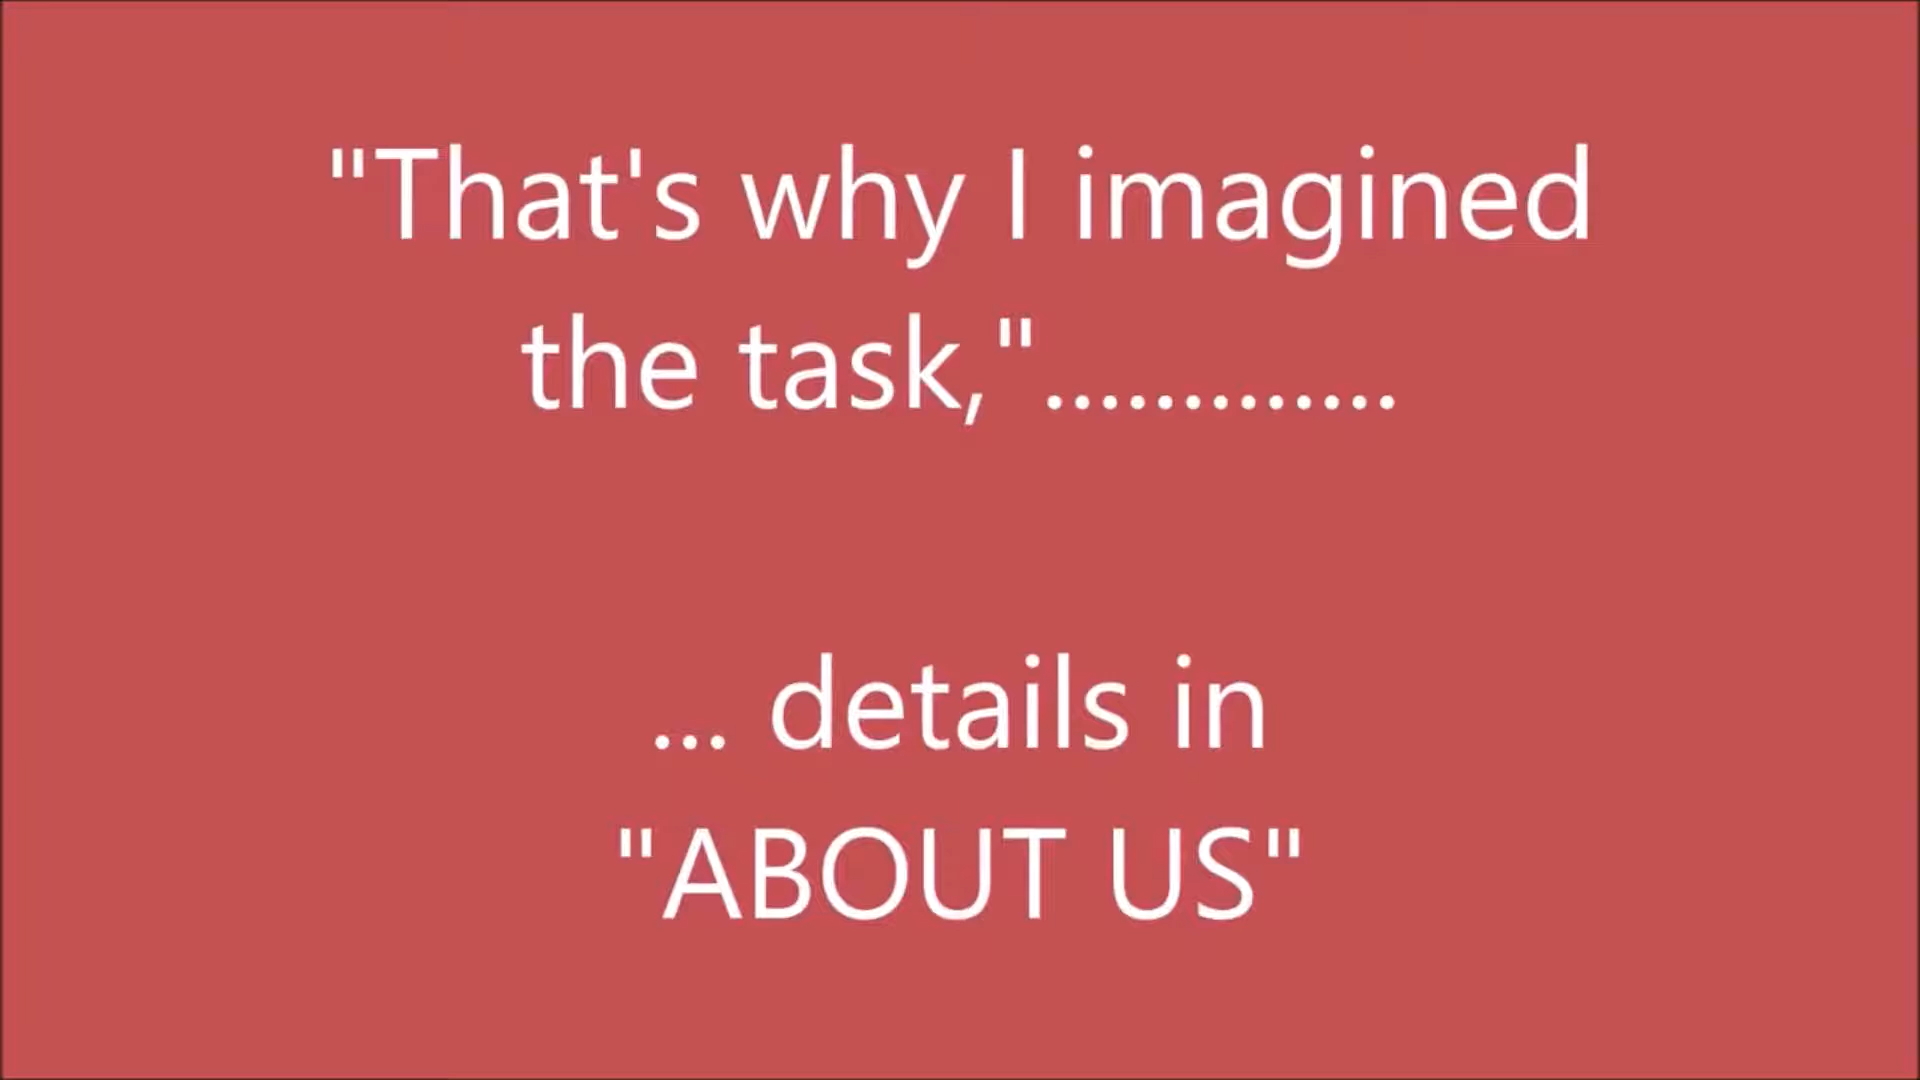 "That's why I imagined
the task,".............
... details in
"ABOUT US"